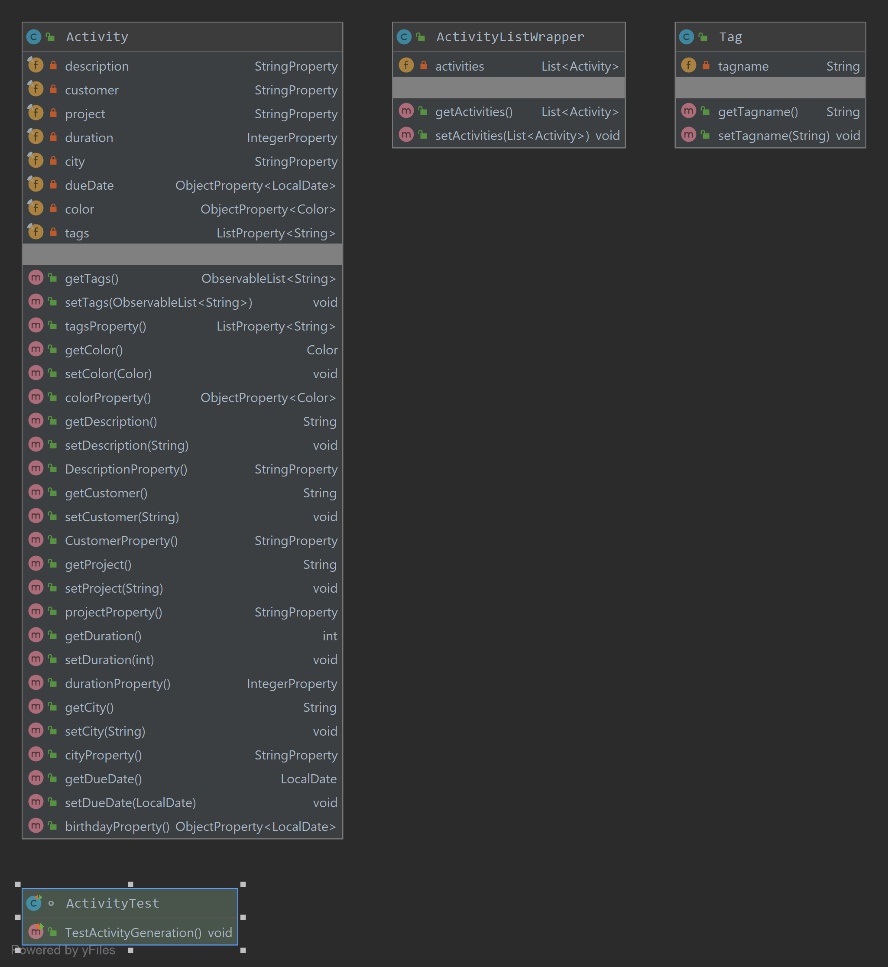 Activity
description StringProperty
customer StringProperty
project StringProperty
duration IntegerProperty
city StringProperty
dueDate ObjectProperty<LocalDate>
color ObjectProperty<Color>
tags ListProperty<String>
getTags() ObservableList<String>
setTags(ObservableList<String>) void
tagsProperty() ListProperty<String>
getColor() Color
setColor(Color) void
colorProperty() ObjectProperty<Color>
getDescription() String
setDescription(String) void
DescriptionProperty() StringProperty
getCustomer() String
setCustomer(String) void
CustomerProperty() StringProperty
getProject() String
setProject(String) void
projectProperty() StringProperty
getDuration() int
setDuration(int) void
durationProperty() IntegerProperty
getCity() String
setCity(String) void
cityProperty() StringProperty
getDueDate() LocalDate
setDueDate(LocalDate) void
birthdayProperty() ObjectProperty<LocalDate>
ActivityListWrapper
activities List<Activity>
getActivities() List<Activity>
setActivities(List<Activity>) void
Tag
tagname String
getTagname() String
setTagname(String) void
ActivityTest
TestActivityGeneration() void
Powered by yFiles